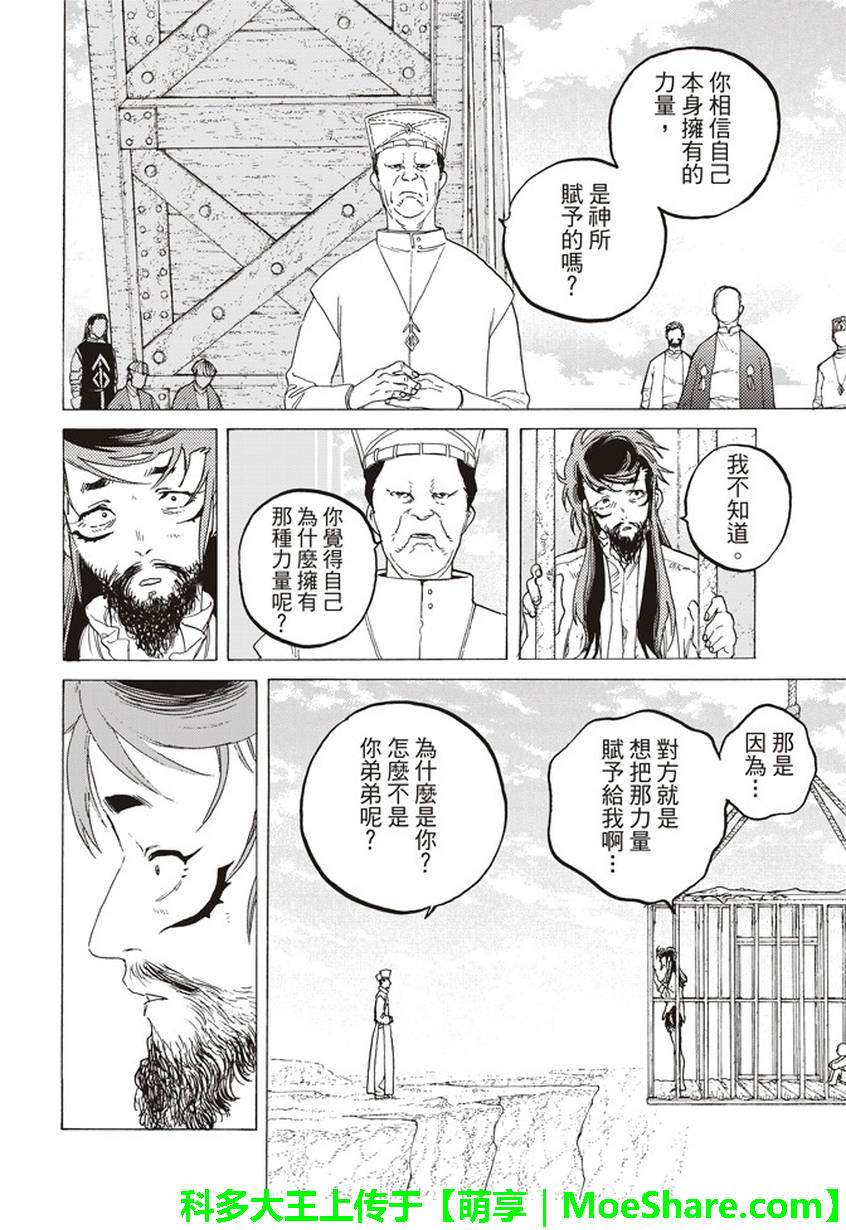 你相信自己
本身擁有的
力量，
是神所
賦予的嗎？
我不知道。
你覺得自己
為什麼擁有
那種力量呢？
那是
因為…
對方就是
想把那力量
賦予給我啊…
為什麼是你？
怎麼不是
你弟弟呢？
科多大王上传于【萌享｜MoeShare.com】